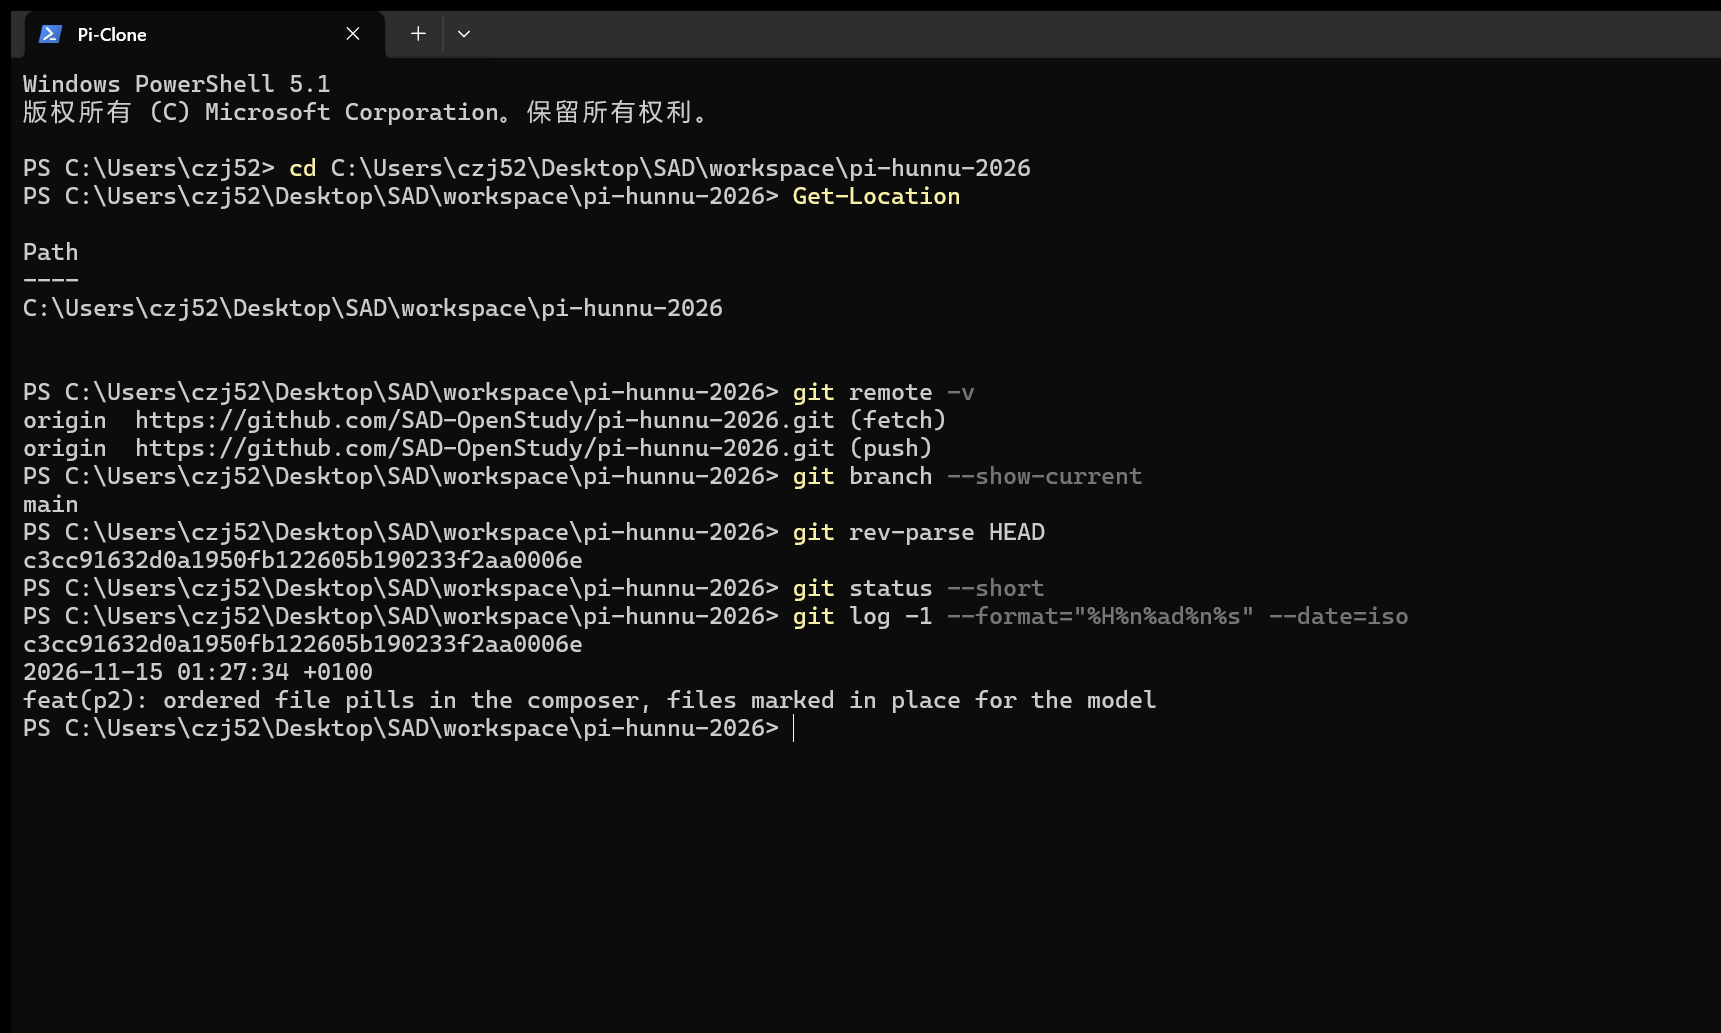 Pi-Clone
Windows PowerShell 5.1
版权所有 (C) Microsoft Corporation。保留所有权利。
PS C:\Users\czj52> cd C:\Users\czj52\Desktop\SAD\workspace\pi-hunnu-2026
PS C:\Users\czj52\Desktop\SAD\workspace\pi-hunnu-2026> Get-Location
Path
----
C:\Users\czj52\Desktop\SAD\workspace\pi-hunnu-2026
PS C:\Users\czj52\Desktop\SAD\workspace\pi-hunnu-2026> git remote -v
origin  https://github.com/SAD-OpenStudy/pi-hunnu-2026.git (fetch)
origin  https://github.com/SAD-OpenStudy/pi-hunnu-2026.git (push)
PS C:\Users\czj52\Desktop\SAD\workspace\pi-hunnu-2026> git branch --show-current
main
PS C:\Users\czj52\Desktop\SAD\workspace\pi-hunnu-2026> git rev-parse HEAD
c3cc91632d0a1950fb122605b190233f2aa0006e
PS C:\Users\czj52\Desktop\SAD\workspace\pi-hunnu-2026> git status --short
PS C:\Users\czj52\Desktop\SAD\workspace\pi-hunnu-2026> git log -1 --format="%H%n%ad%n%s" --date=iso
c3cc91632d0a1950fb122605b190233f2aa0006e
2026-11-15 01:27:34 +0100
feat(p2): ordered file pills in the composer, files marked in place for the model
PS C:\Users\czj52\Desktop\SAD\workspace\pi-hunnu-2026>